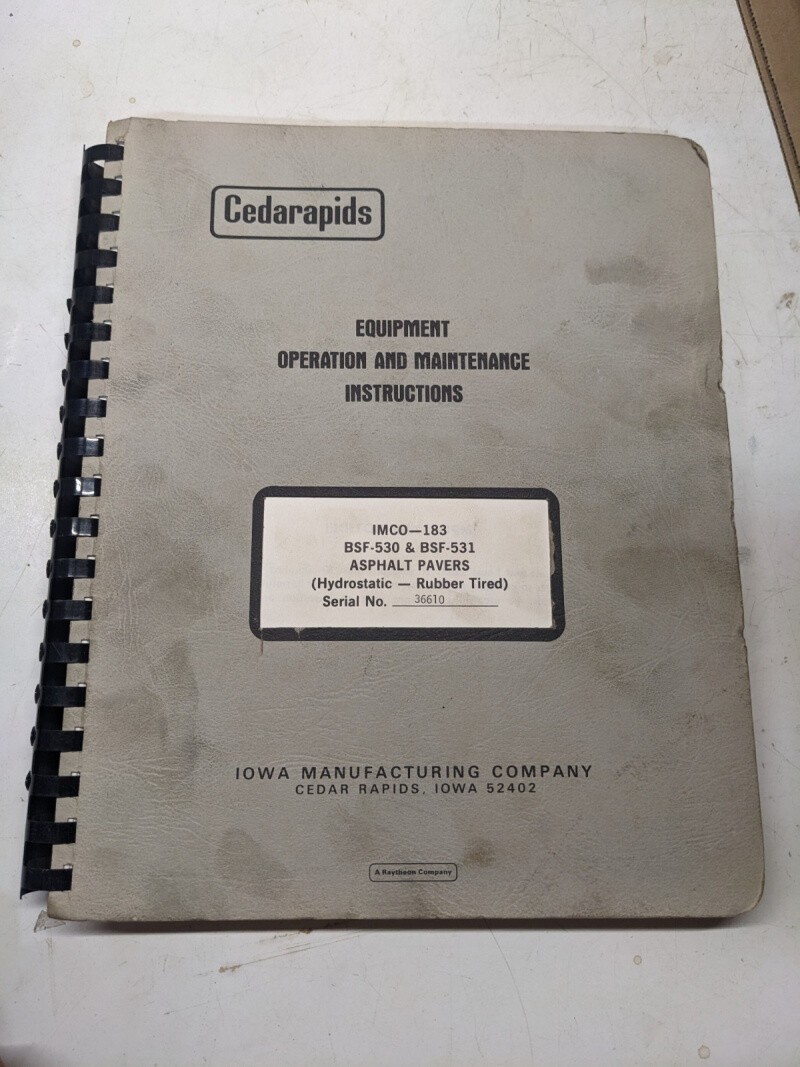 Cedarapids
EQUIPMENT
OPERATION AND MAINTENANCE
INSTRUCTIONS
IMCO—183
BSF-530 & BSF-531
ASPHALT PAVERS
(Hydrostatic — Rubber Tired)
Serial No. 36610
IOWA MANUFACTURING COMPANY
CEDAR RAPIDS, IOWA 52402
A Raytheon Company